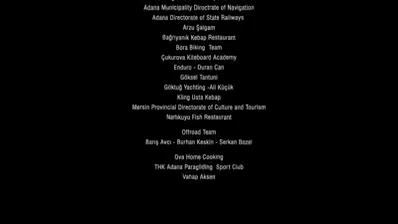 Adana Municipality Diroctrate of Navigation
Adana Directorate of State Railways
Arzu Şalgam
Bağrıyanık Kebap Restaurant
Bora Biking Team
Çukurova Kiteboard Academy
Enduro - Duran Can
Göksel Tantuni
Göktuğ Yachting -Ali Küçük
Kling Usta Kebap
Mersin Provincial Directorate of Culture and Tourism
Narlıkuyu Fish Restaurant
Offroad Team
Barış Avcı - Burhan Keskin - Serkan Bozer
Ova Home Cooking
THK Adana Paragliding Sport Club
Vahap Aksen